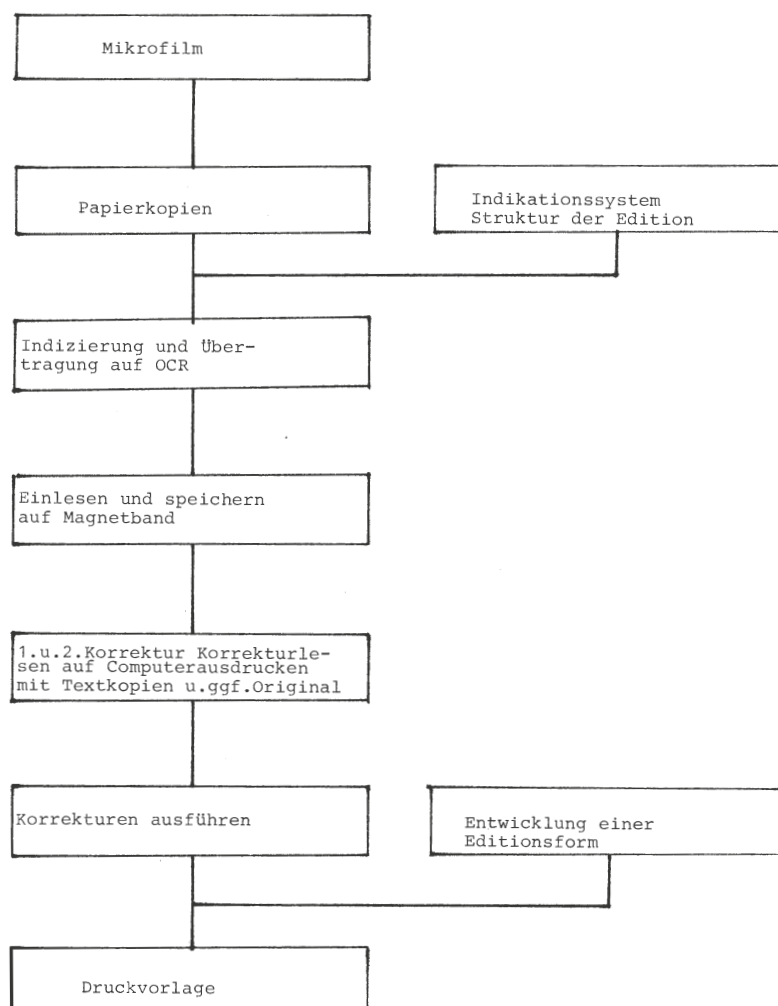 Mikrofilm
Papierkopien
Indikationssystem
Struktur der Edition
Indizierung und Über-
tragung auf OCR
Einlesen und speichern
auf Magnetband
1.u.2.Korrektur Korrekturle-
sen auf Computerausdrucken
mit Textkopien u.ggf.Original
Korrekturen ausführen
Entwicklung einer
Editionsform
Druckvorlage